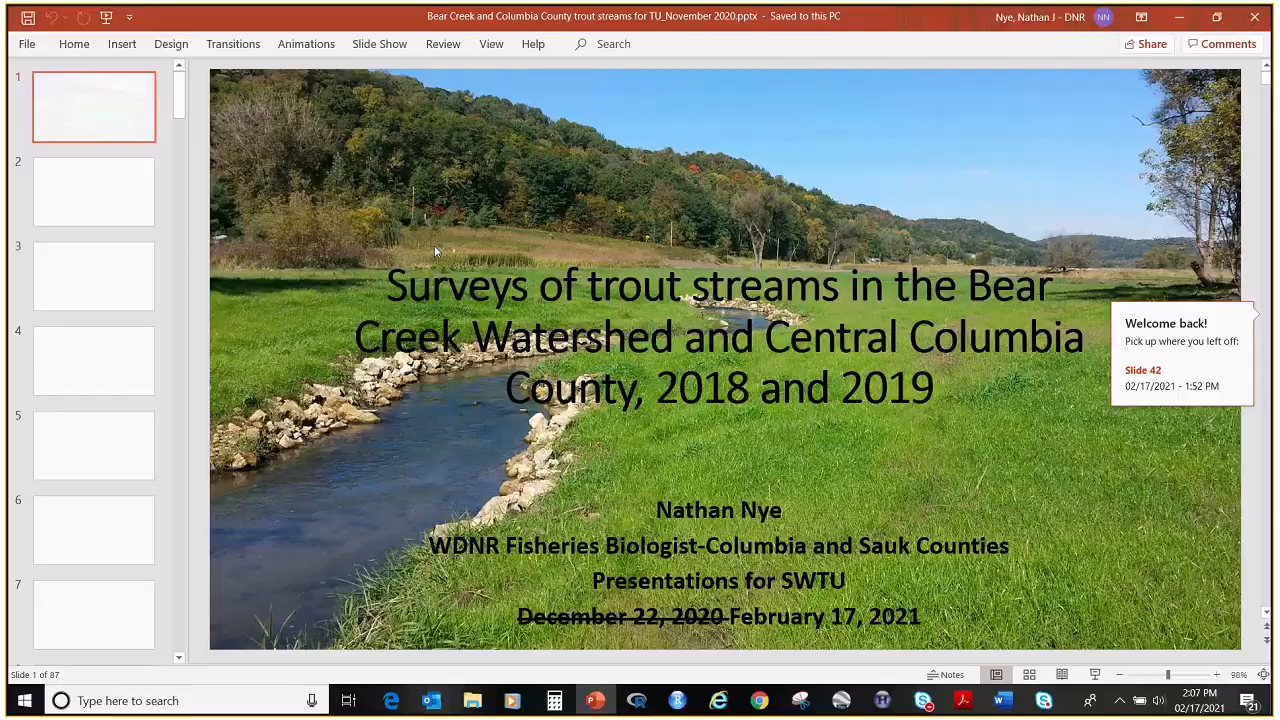 Bear Creek and Columbia County trout streams for TU_November 2020.pptx - Saved to this PC
Nye, Nathan J - DNR
NN
File Home Insert Design Transitions Animations Slide Show Review View Help Search
Share Comments
1
2
3
4
5
6
7
Surveys of trout streams in the Bear
Creek Watershed and Central Columbia
County, 2018 and 2019
Nathan Nye
WDNR Fisheries Biologist-Columbia and Sauk Counties
Presentations for SWTU
December 22, 2020 February 17, 2021
Welcome back!
Pick up where you left off:
Slide 42
02/17/2021 - 1:52 PM
Slide 1 of 87
Notes
98%
Type here to search
2:07 PM
02/17/2021
21